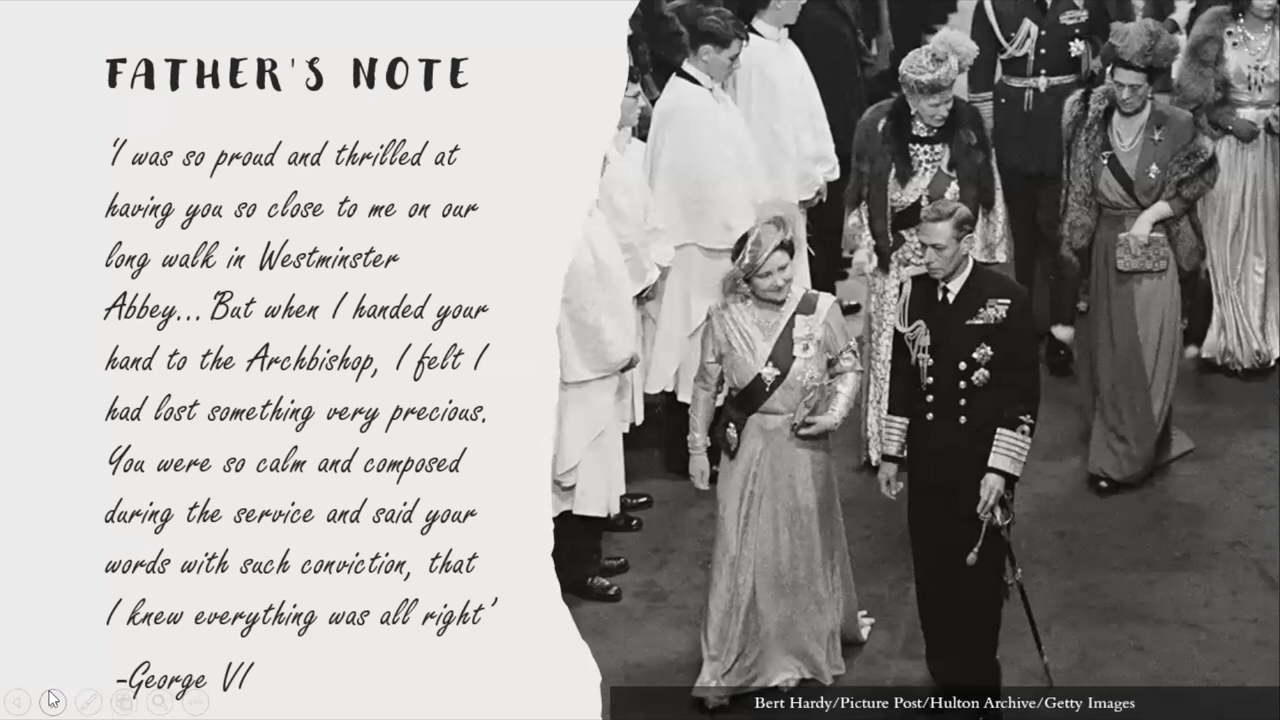 FATHER'S NOTE
'I was so proud and thrilled at
having you so close to me on our
long walk in Westminster
Abbey...'But when I handed your
hand to the Archbishop, I felt I
had lost something very precious.
You were so calm and composed
during the service and said your
words with such conviction, that
I knew everything was all right'
-George VI
Bert Hardy/Picture Post/Hulton Archive/Getty Images